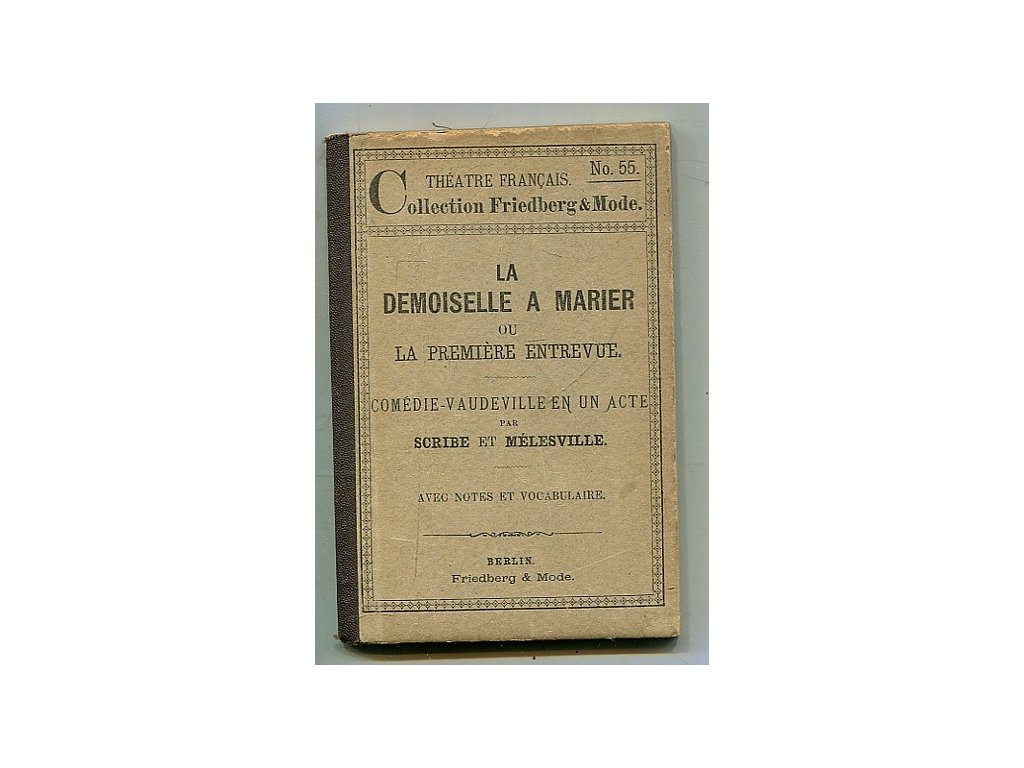 THÉATRE FRANÇAIS. No. 55.
Collection Friedberg & Mode.
LA
DEMOISELLE A MARIER
OU
LA PREMIÈRE ENTREVUE.
COMÉDIE-VAUDEVILLE EN UN ACTE
PAR
SCRIBE ET MÉLESVILLE.
AVEC NOTES ET VOCABULAIRE.
BERLIN.
Friedberg & Mode.